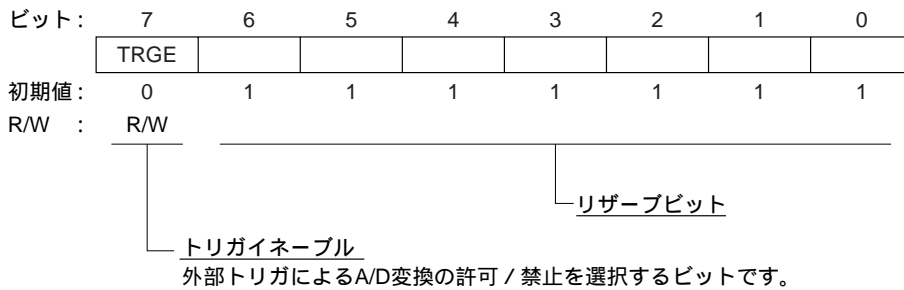 ビット: 7 6 5 4 3 2 1 0
TRGE
初期値: 0 1 1 1 1 1 1 1
R/W : R/W
リザーブビット
トリガイネーブル
外部トリガによるA/D変換の許可/禁止を選択するビットです。